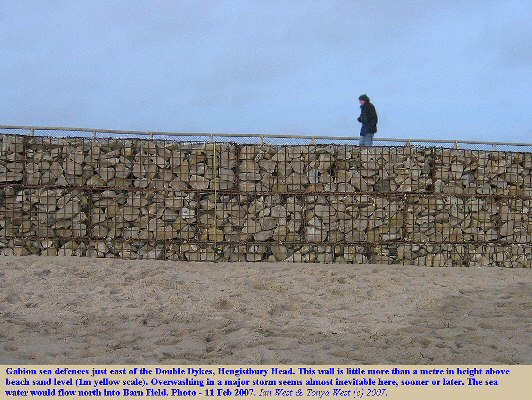 Gabion sea defences just east of the Double Dykes, Hengistbury Head. This wall is little more than a metre in height above
beach sand level (1m yellow scale). Overwashing in a major storm seems almost inevitable here, sooner or later. The sea
water would flow north into Barn Field. Photo - 11 Feb 2007. Ian West & Tonya West (c) 2007.